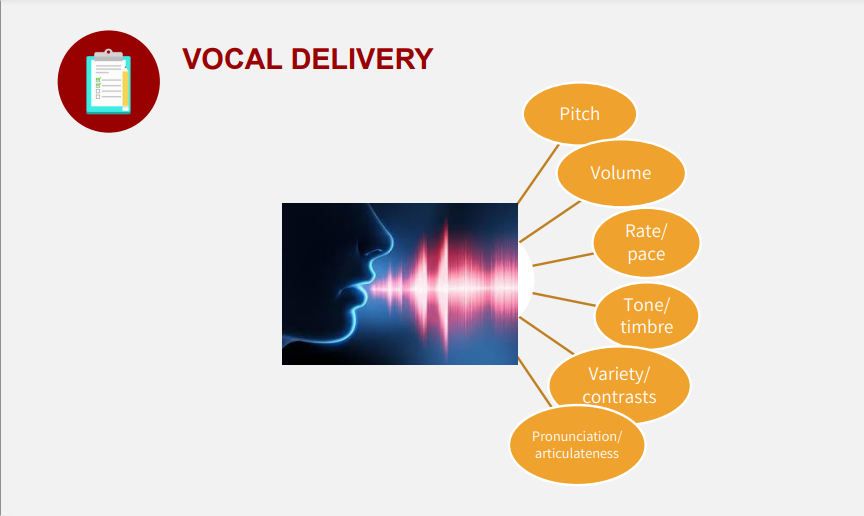 VOCAL DELIVERY
Pitch
Volume
Rate/
pace
Tone/
timbre
Variety/
contrasts
Pronunciation/
articulateness